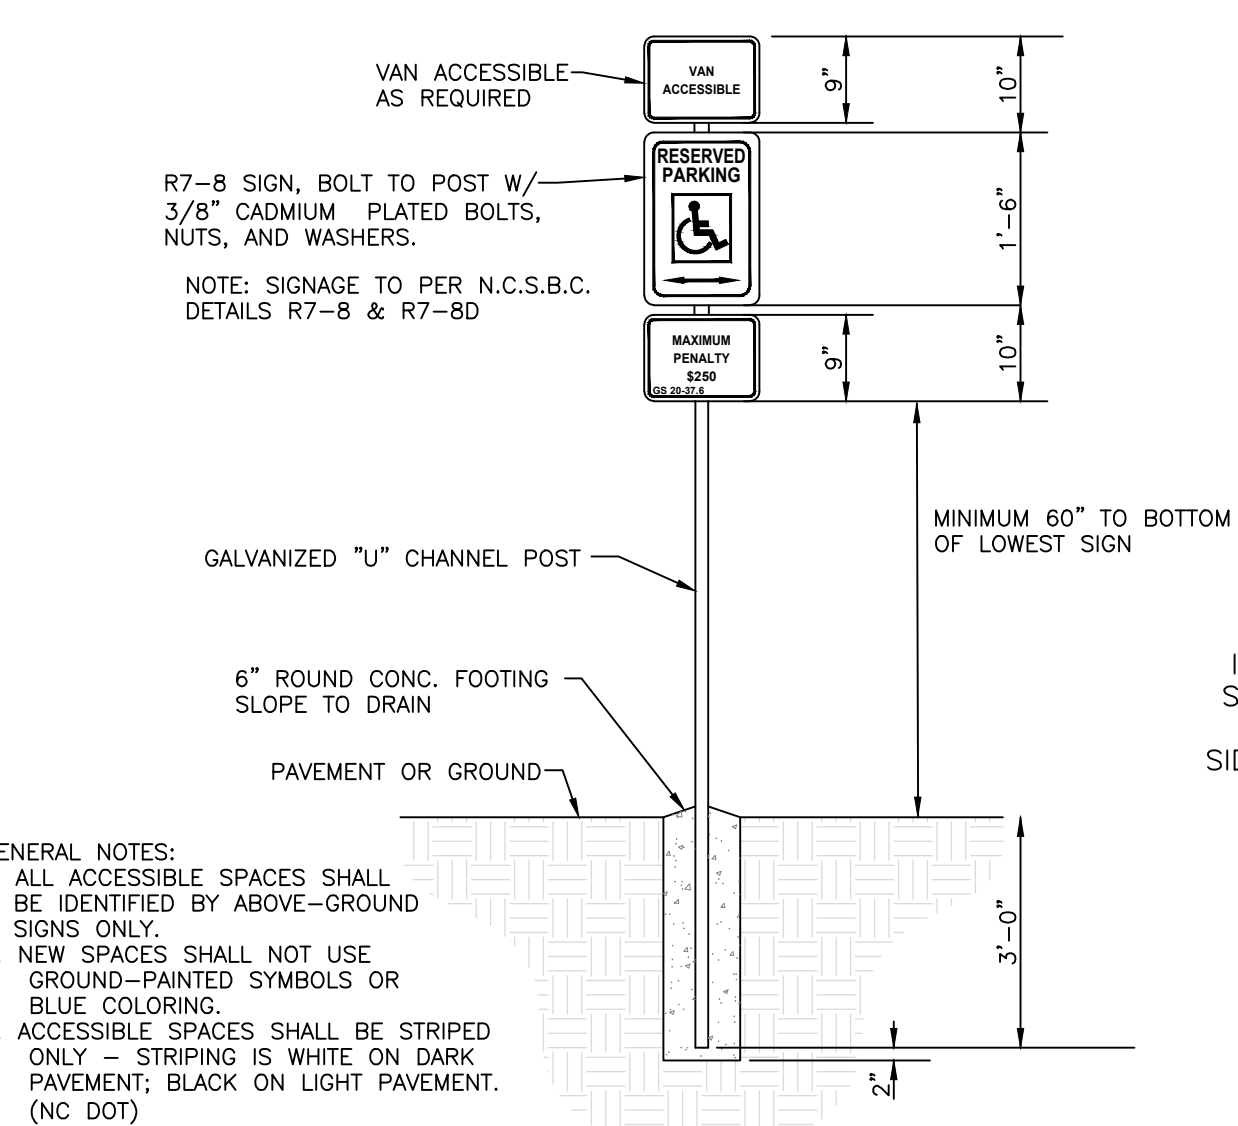 VAN ACCESSIBLE
AS REQUIRED
VAN
ACCESSIBLE
9”
10”
RESERVED
PARKING
R7-8 SIGN, BOLT TO POST W/
3/8” CADMIUM PLATED BOLTS,
NUTS, AND WASHERS.
1'-6”
NOTE: SIGNAGE TO PER N.C.S.B.C.
DETAILS R7-8 & R7-8D
MAXIMUM
PENALTY
$250
GS 20-37.6
9”
10”
MINIMUM 60” TO BOTTOM
OF LOWEST SIGN
GALVANIZED ”U” CHANNEL POST
6” ROUND CONC. FOOTING
SLOPE TO DRAIN
PAVEMENT OR GROUND
ENERAL NOTES:
ALL ACCESSIBLE SPACES SHALL
BE IDENTIFIED BY ABOVE-GROUND
SIGNS ONLY.
NEW SPACES SHALL NOT USE
GROUND-PAINTED SYMBOLS OR
BLUE COLORING.
ACCESSIBLE SPACES SHALL BE STRIPED
ONLY - STRIPING IS WHITE ON DARK
PAVEMENT; BLACK ON LIGHT PAVEMENT.
(NC DOT)
3'-0”
2”
S
SID